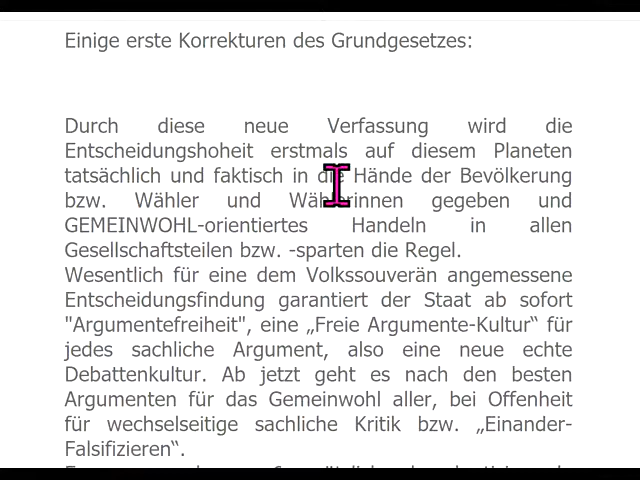 Einige erste Korrekturen des Grundgesetzes:
Durch diese neue Verfassung wird die
Entscheidungshoheit erstmals auf diesem Planeten
tatsächlich und faktisch in die Hände der Bevölkerung
bzw. Wähler und Wählerinnen gegeben und
GEMEINWOHL-orientiertes Handeln in allen
Gesellschaftsteilen bzw. -sparten die Regel.
Wesentlich für eine dem Volkssouverän angemessene
Entscheidungsfindung garantiert der Staat ab sofort
"Argumentefreiheit", eine „Freie Argumente-Kultur“ für
jedes sachliche Argument, also eine neue echte
Debattenkultur. Ab jetzt geht es nach den besten
Argumenten für das Gemeinwohl aller, bei Offenheit
für wechselseitige sachliche Kritik bzw. „Einander-
Falsifizieren“.